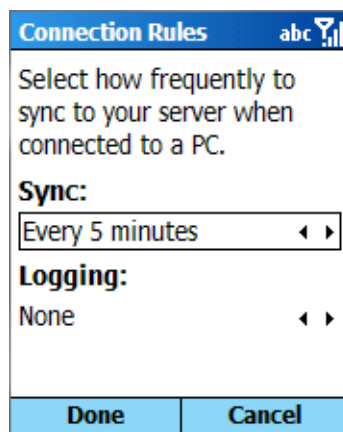 Connection Rules abc
Select how frequently to
sync to your server when
connected to a PC.
Sync:
Every 5 minutes
Logging:
None
Done Cancel